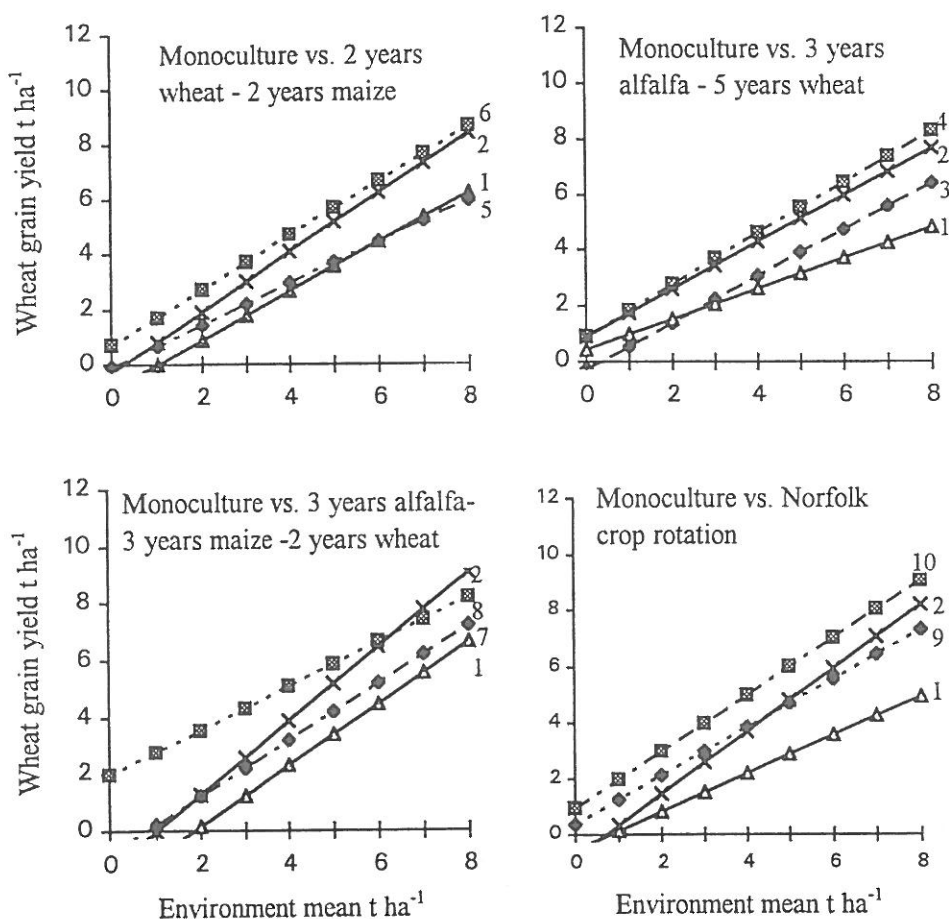 Monoculture vs. 2 years
wheat - 2 years maize
Wheat grain yield t ha⁻¹
12
10
8
6
4
2
0
0 2 4 6 8
6
2
1
5
Monoculture vs. 3 years
alfalfa - 5 years wheat
12
10
8
6
4
2
0
0 2 4 6 8
4
2
3
1
Monoculture vs. 3 years alfalfa-
3 years maize -2 years wheat
Wheat grain yield t ha⁻¹
12
10
8
6
4
2
0
0 2 4 6 8
2
8
7
1
Environment mean t ha⁻¹
Monoculture vs. Norfolk
crop rotation
12
10
8
6
4
2
0
0 2 4 6 8
10
2
9
1
Environment mean t ha⁻¹